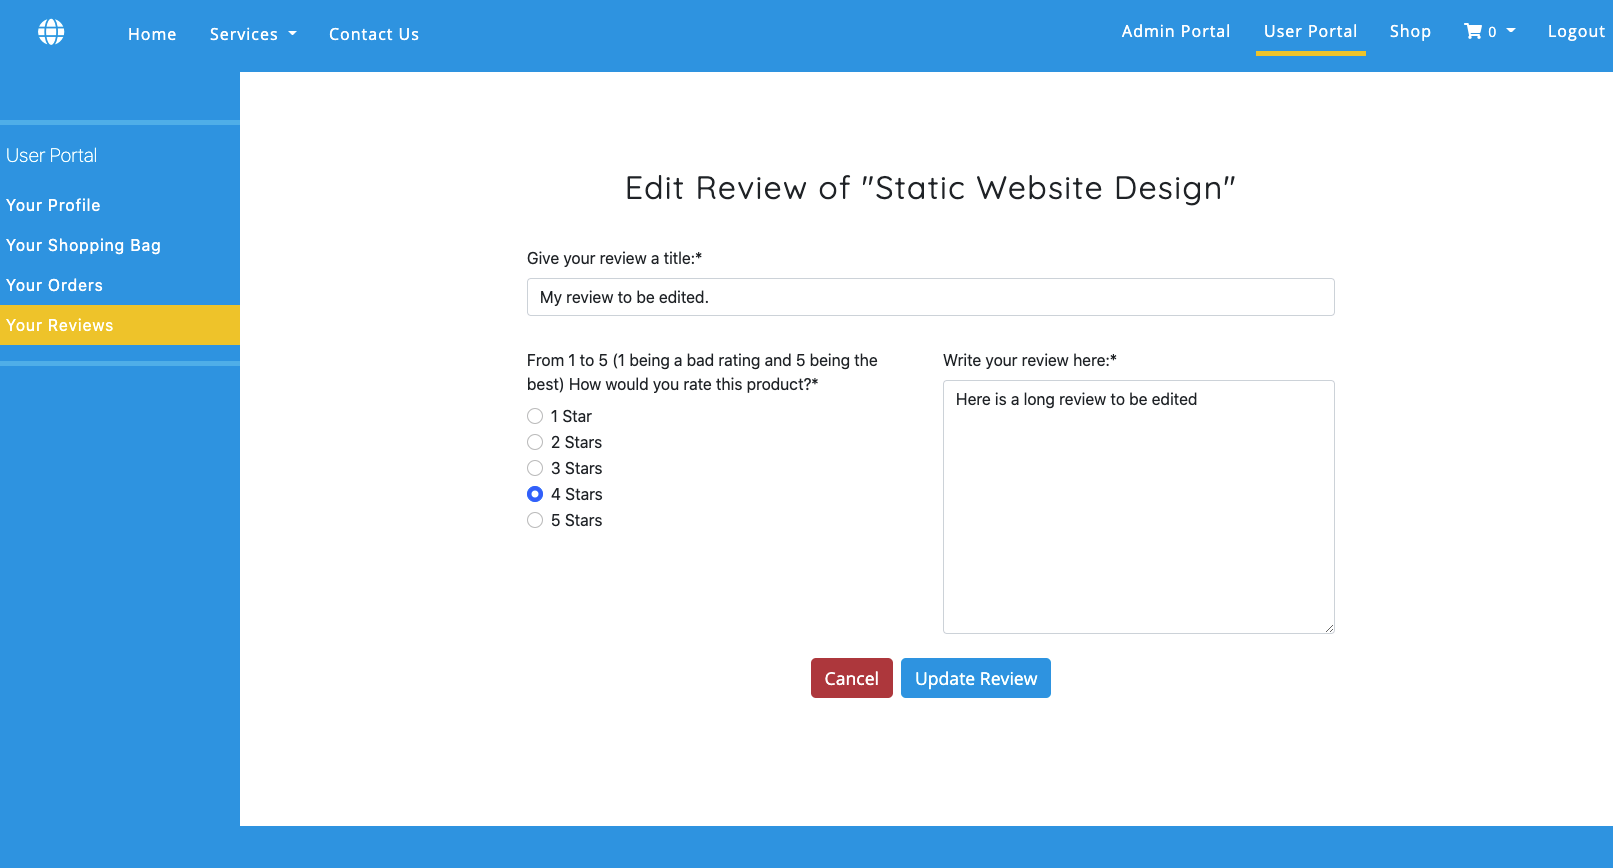 Home Services Contact Us Admin Portal User Portal Shop 0 Logout
User Portal
Your Profile
Your Shopping Bag
Your Orders
Your Reviews
Edit Review of "Static Website Design"
Give your review a title:*
My review to be edited.
From 1 to 5 (1 being a bad rating and 5 being the
best) How would you rate this product?*
1 Star
2 Stars
3 Stars
4 Stars
5 Stars
Write your review here:*
Here is a long review to be edited
Cancel Update Review